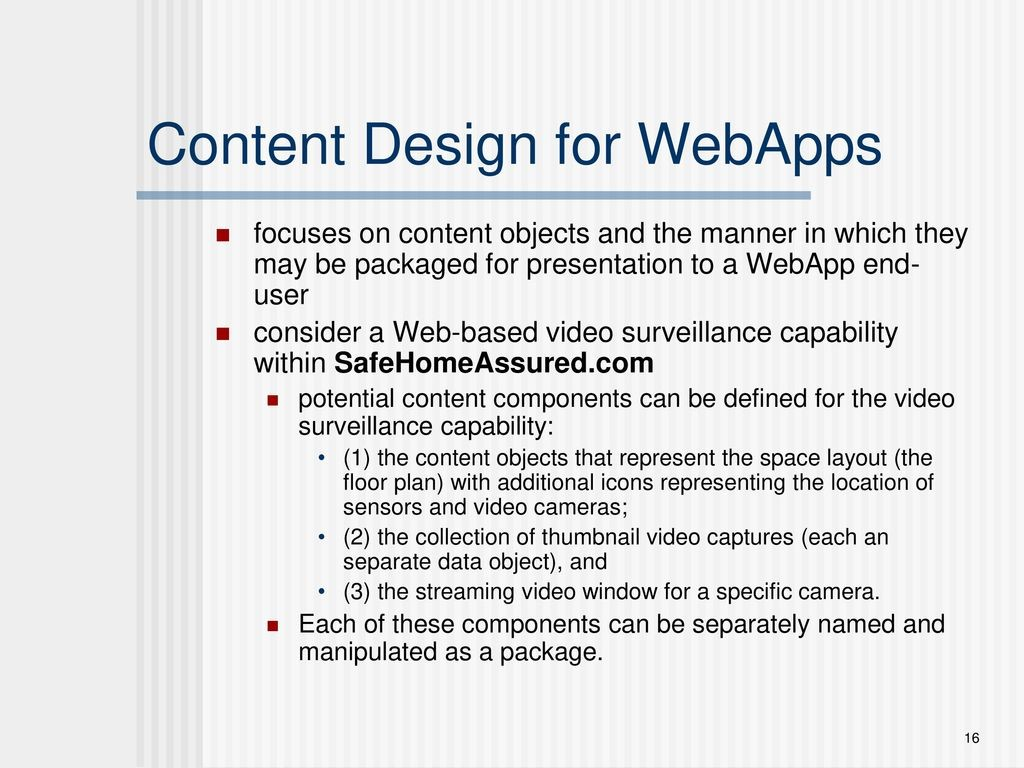 Content Design for WebApps
focuses on content objects and the manner in which they
may be packaged for presentation to a WebApp end-
user
consider a Web-based video surveillance capability
within SafeHomeAssured.com
potential content components can be defined for the video
surveillance capability:
• (1) the content objects that represent the space layout (the
floor plan) with additional icons representing the location of
sensors and video cameras;
• (2) the collection of thumbnail video captures (each an
separate data object), and
• (3) the streaming video window for a specific camera.
Each of these components can be separately named and
manipulated as a package.
16